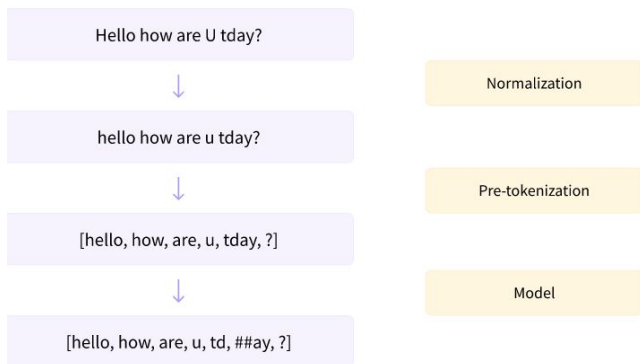 Hello how are U tday?
Normalization
hello how are u tday?
Pre-tokenization
[hello, how, are, u, tday, ?]
Model
[hello, how, are, u, td, ##ay, ?]